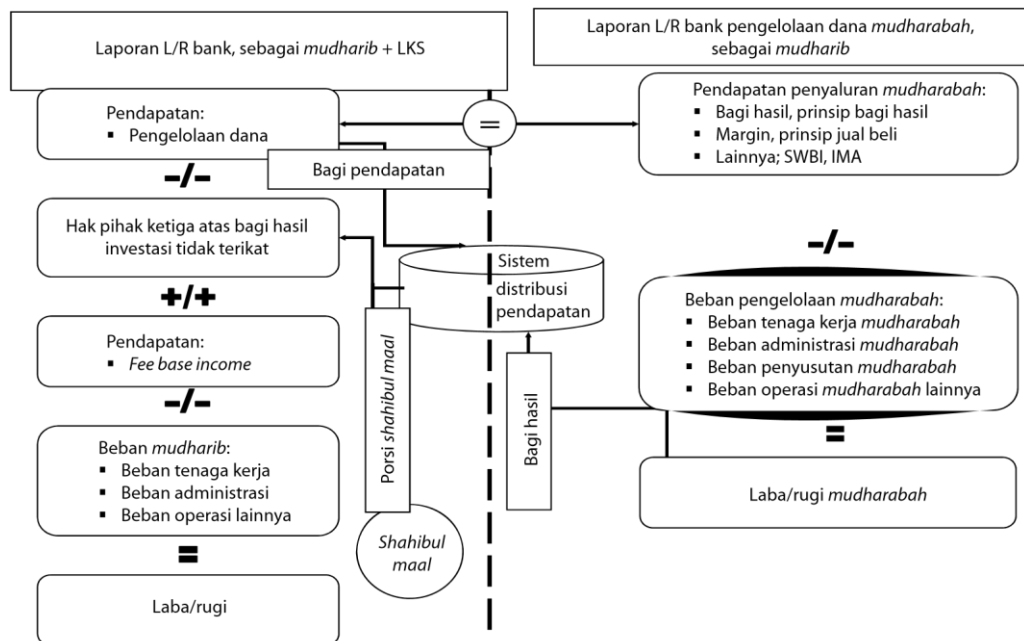 Laporan L/R bank, sebagai mudharib + LKS
Laporan L/R bank pengelolaan dana mudharabah,
sebagai mudharib
Pendapatan:
▪ Pengelolaan dana
=
Pendapatan penyaluran mudharabah:
▪ Bagi hasil, prinsip bagi hasil
▪ Margin, prinsip jual beli
▪ Lainnya; SWBI, IMA
-/-
Bagi pendapatan
Hak pihak ketiga atas bagi hasil
investasi tidak terikat
+/+
Pendapatan:
▪ Fee base income
-/-
Beban mudharib:
▪ Beban tenaga kerja
▪ Beban administrasi
▪ Beban operasi lainnya
=
Laba/rugi
Sistem
distribusi
pendapatan
Porsi shahibul maal
Shahibul
maal
Bagi hasil
-/-
Beban pengelolaan mudharabah:
▪ Beban tenaga kerja mudharabah
▪ Beban administrasi mudharabah
▪ Beban penyusutan mudharabah
▪ Beban operasi mudharabah lainnya
=
Laba/rugi mudharabah